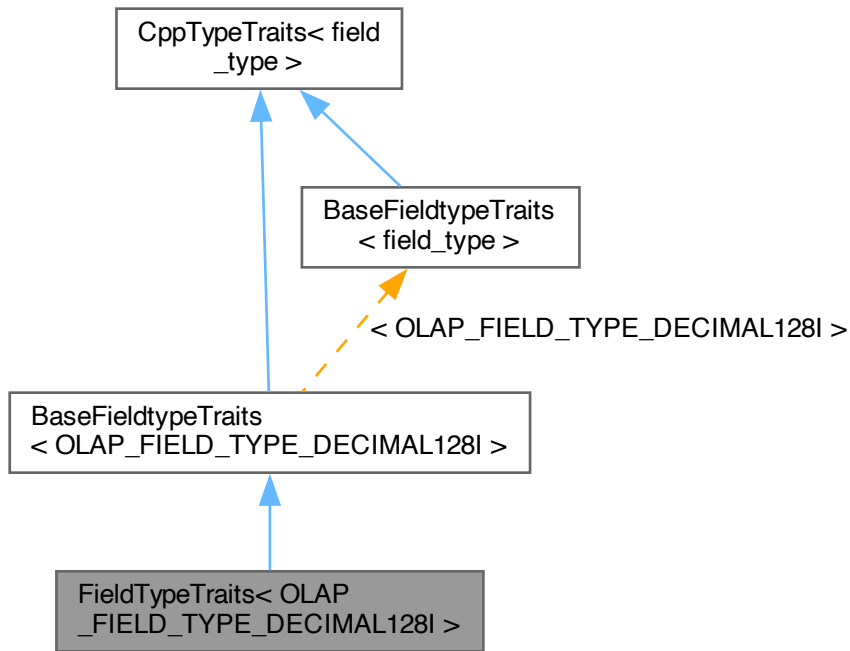 CppTypeTraits< field
_type >
BaseFieldtypeTraits
< field_type >
< OLAP_FIELD_TYPE_DECIMAL128I >
BaseFieldtypeTraits
< OLAP_FIELD_TYPE_DECIMAL128I >
FieldTypeTraits< OLAP
_FIELD_TYPE_DECIMAL128I >